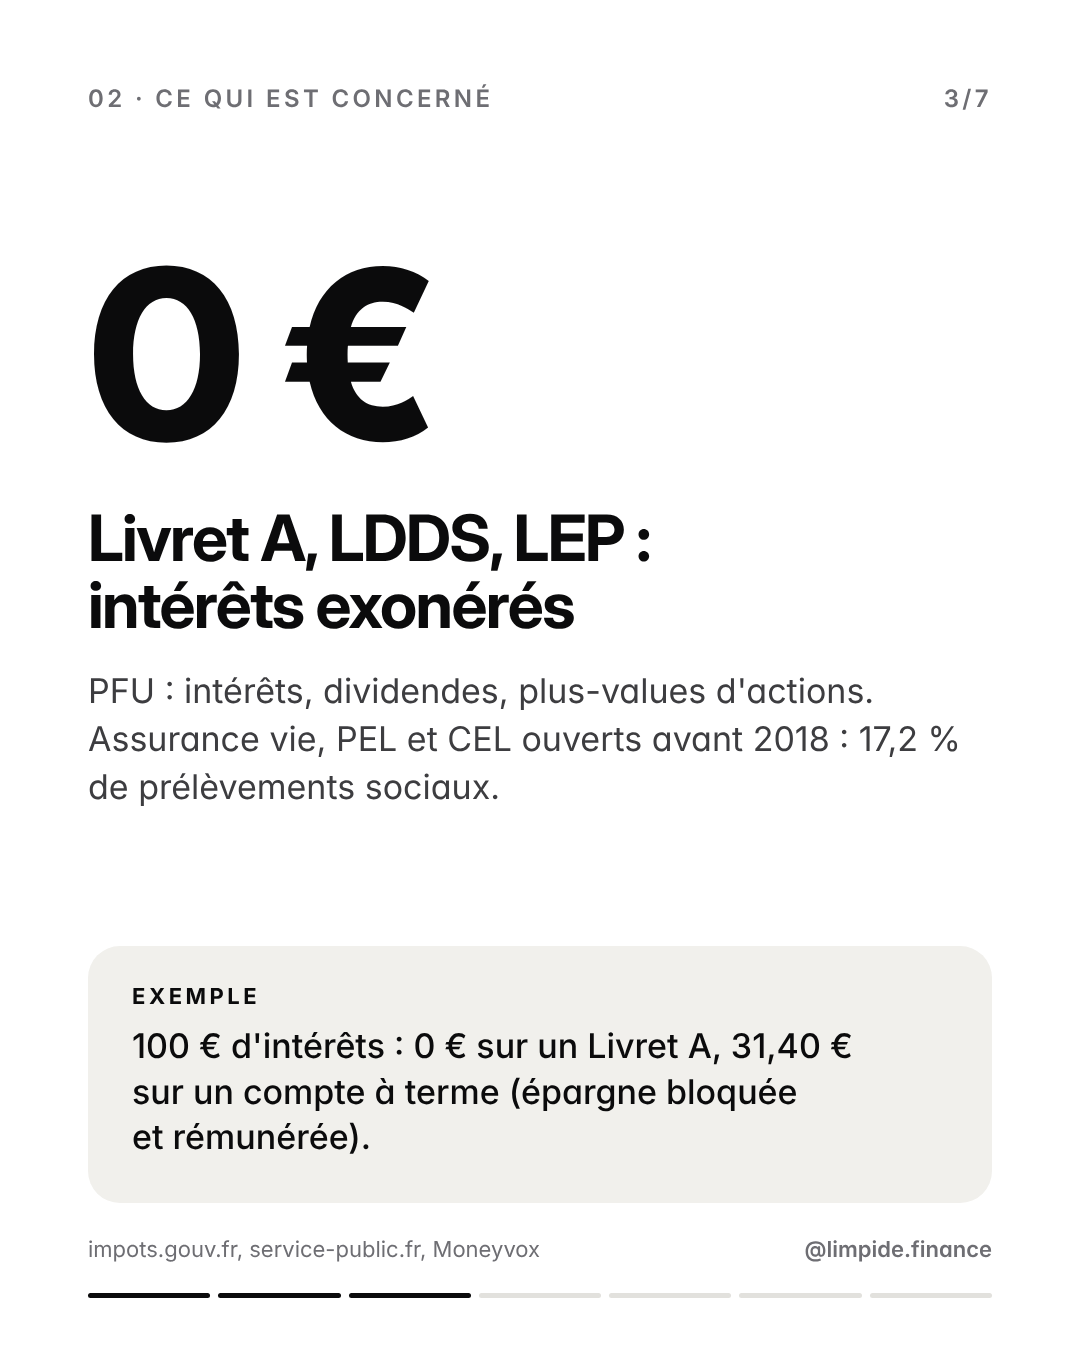 02 · CE QUI EST CONCERNÉ
3/7
0 €
Livret A, LDDS, LEP :
intérêts exonérés
PFU : intérêts, dividendes, plus-values d'actions.
Assurance vie, PEL et CEL ouverts avant 2018 : 17,2 %
de prélèvements sociaux.
EXEMPLE
100 € d'intérêts : 0 € sur un Livret A, 31,40 €
sur un compte à terme (épargne bloquée
et rémunérée).
impots.gouv.fr, service-public.fr, Moneyvox
@limpide.finance